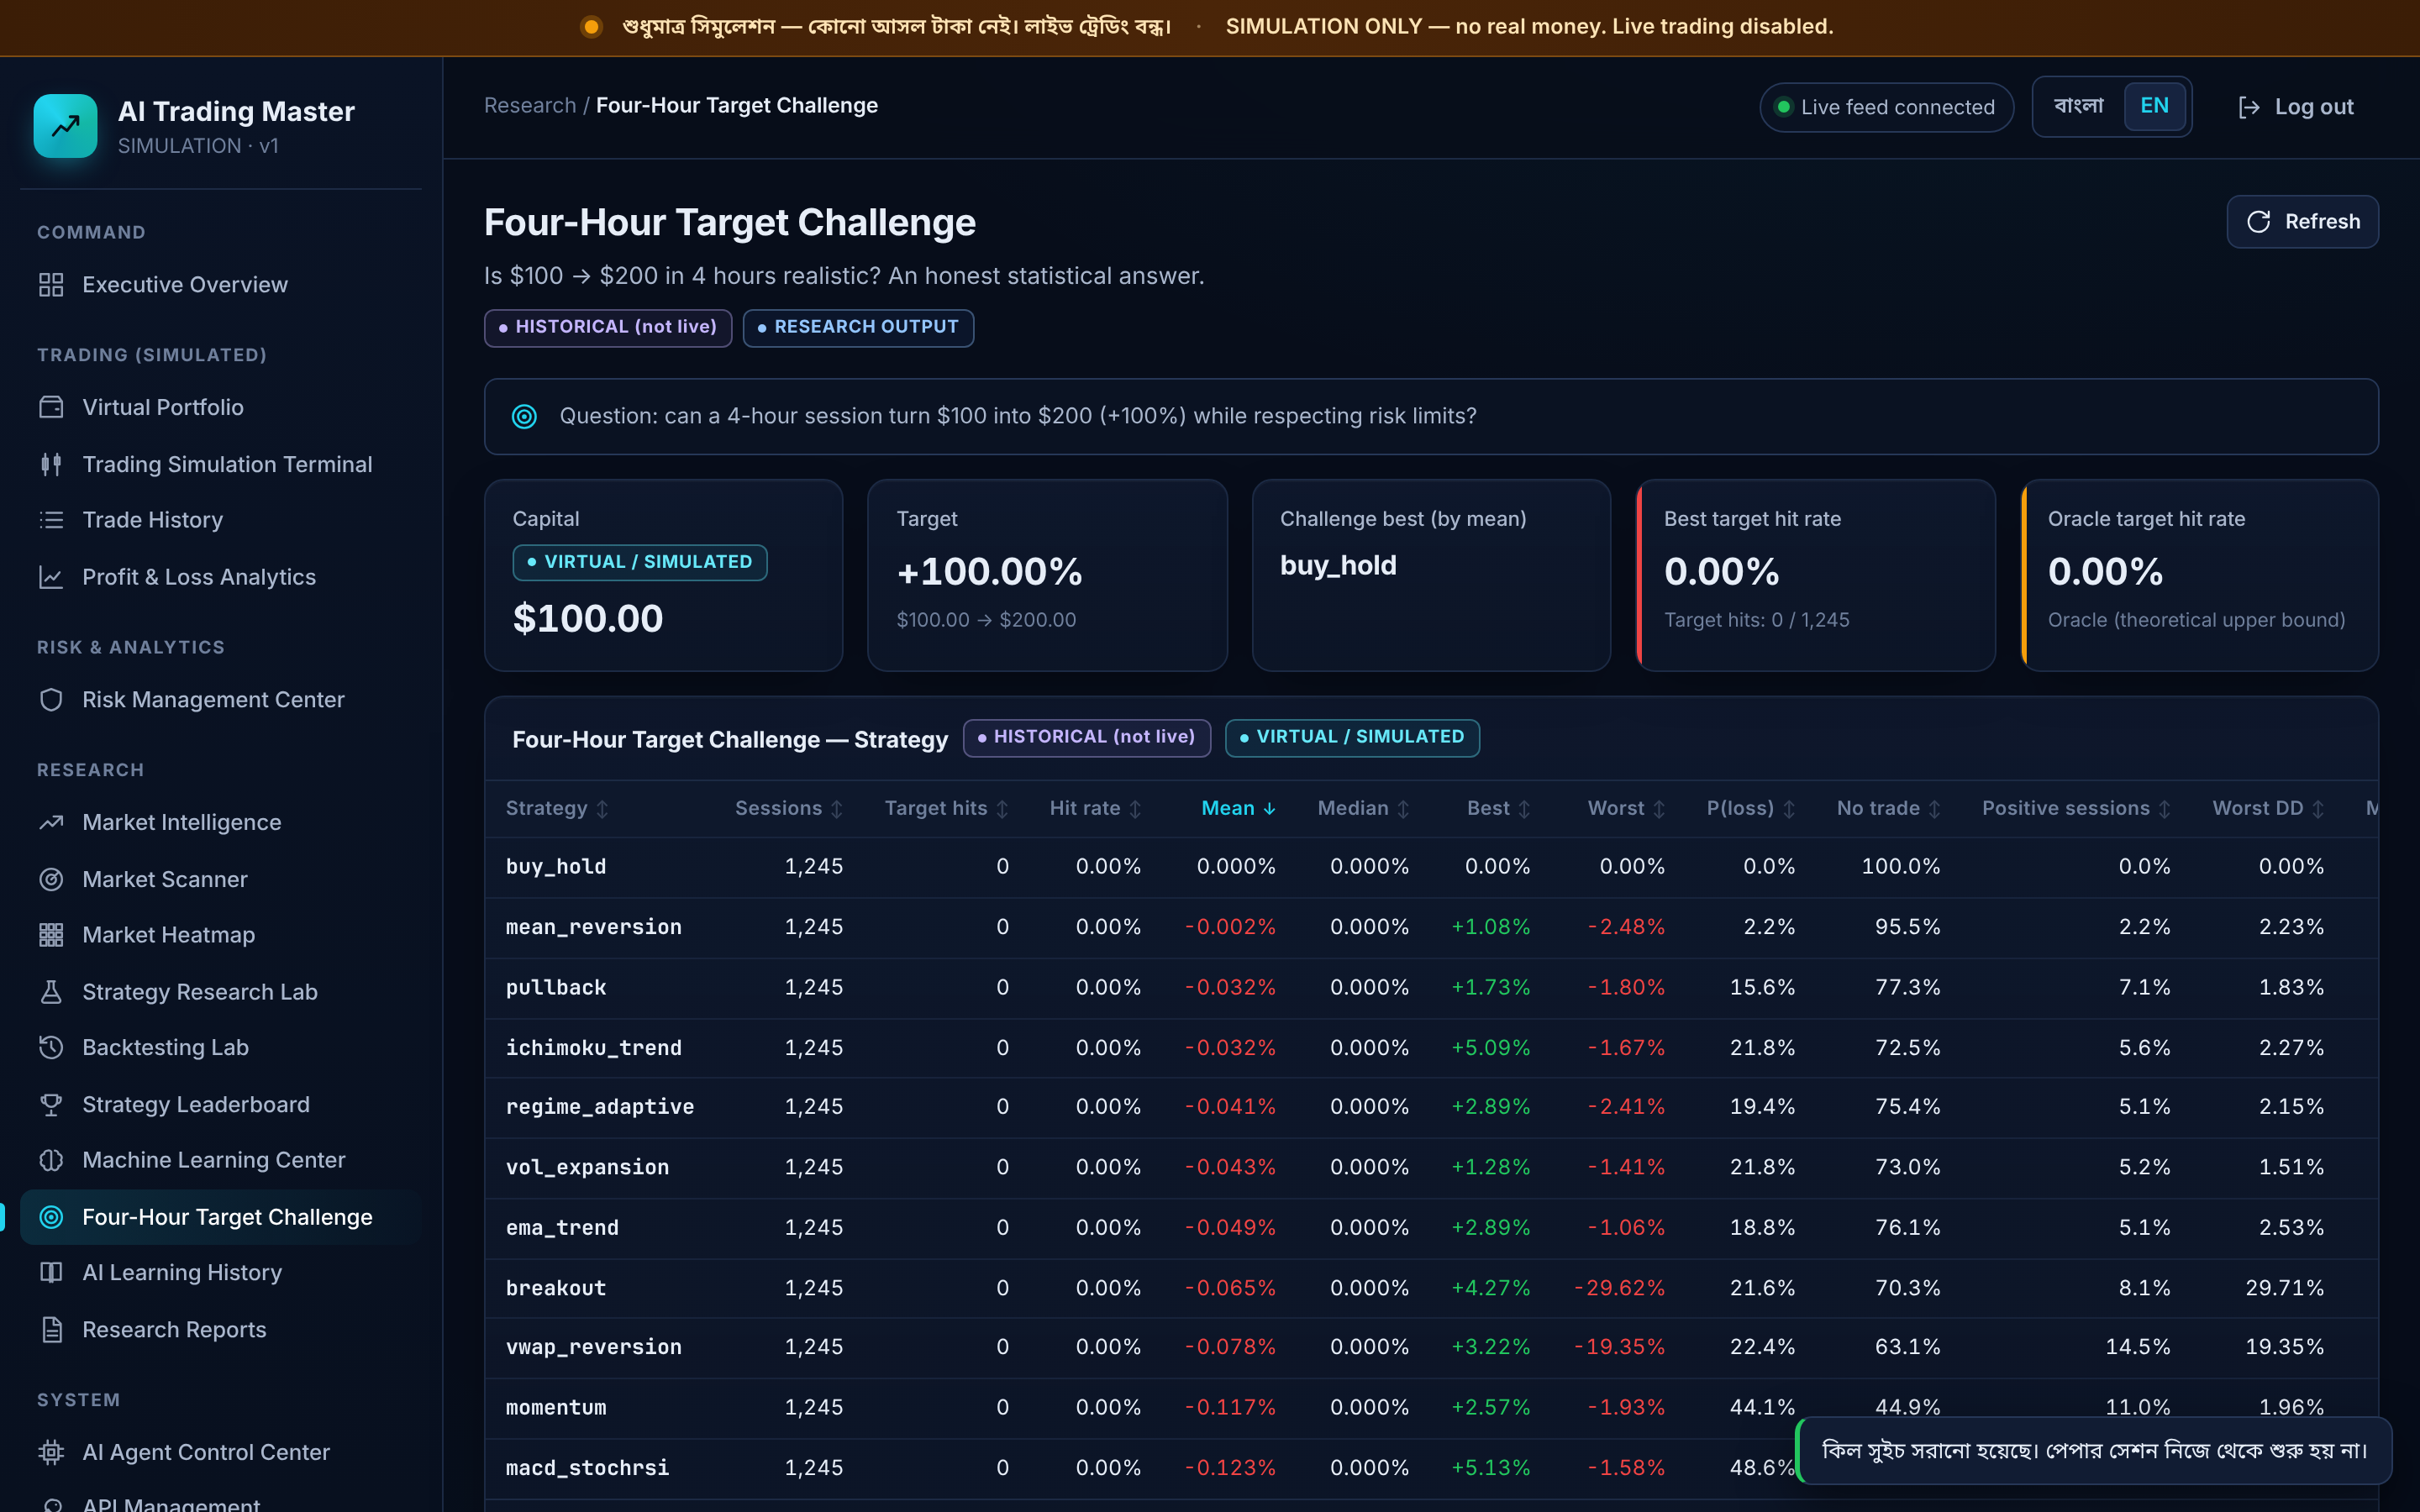 শুধুমাত্র সিমুলেশন — কোনো আসল টাকা নেই। লাইভ ট্রেডিং বন্ধ। · SIMULATION ONLY — no real money. Live trading disabled.
AI Trading Master
SIMULATION · v1
Research / Four-Hour Target Challenge
Live feed connected
বাংলা
EN
Log out
COMMAND
Executive Overview
TRADING (SIMULATED)
Virtual Portfolio
Trading Simulation Terminal
Trade History
Profit & Loss Analytics
RISK & ANALYTICS
Risk Management Center
RESEARCH
Market Intelligence
Market Scanner
Market Heatmap
Strategy Research Lab
Backtesting Lab
Strategy Leaderboard
Machine Learning Center
Four-Hour Target Challenge
AI Learning History
Research Reports
SYSTEM
AI Agent Control Center
API Management
Four-Hour Target Challenge
Refresh
Is $100 → $200 in 4 hours realistic? An honest statistical answer.
HISTORICAL (not live)
RESEARCH OUTPUT
Question: can a 4-hour session turn $100 into $200 (+100%) while respecting risk limits?
Capital
VIRTUAL / SIMULATED
$100.00
Target
+100.00%
$100.00 → $200.00
Challenge best (by mean)
buy_hold
Best target hit rate
0.00%
Target hits: 0 / 1,245
Oracle target hit rate
0.00%
Oracle (theoretical upper bound)
Four-Hour Target Challenge — Strategy
HISTORICAL (not live)
VIRTUAL / SIMULATED
Strategy Sessions Target hits Hit rate Mean ↓ Median Best Worst P(loss) No trade Positive sessions Worst DD
buy_hold 1,245 0 0.00% 0.000% 0.000% 0.00% 0.00% 0.0% 100.0% 0.0% 0.00%
mean_reversion 1,245 0 0.00% -0.002% 0.000% +1.08% -2.48% 2.2% 95.5% 2.2% 2.23%
pullback 1,245 0 0.00% -0.032% 0.000% +1.73% -1.80% 15.6% 77.3% 7.1% 1.83%
ichimoku_trend 1,245 0 0.00% -0.032% 0.000% +5.09% -1.67% 21.8% 72.5% 5.6% 2.27%
regime_adaptive 1,245 0 0.00% -0.041% 0.000% +2.89% -2.41% 19.4% 75.4% 5.1% 2.15%
vol_expansion 1,245 0 0.00% -0.043% 0.000% +1.28% -1.41% 21.8% 73.0% 5.2% 1.51%
ema_trend 1,245 0 0.00% -0.049% 0.000% +2.89% -1.06% 18.8% 76.1% 5.1% 2.53%
breakout 1,245 0 0.00% -0.065% 0.000% +4.27% -29.62% 21.6% 70.3% 8.1% 29.71%
vwap_reversion 1,245 0 0.00% -0.078% 0.000% +3.22% -19.35% 22.4% 63.1% 14.5% 19.35%
momentum 1,245 0 0.00% -0.117% 0.000% +2.57% -1.93% 44.1% 44.9% 11.0% 1.96%
macd_stochrsi 1,245 0 0.00% -0.123% 0.000% +5.13% -1.58% 48.6%
কিল সুইচ সরানো হয়েছে। পেপার সেশন নিজে থেকে শুরু হয় না।